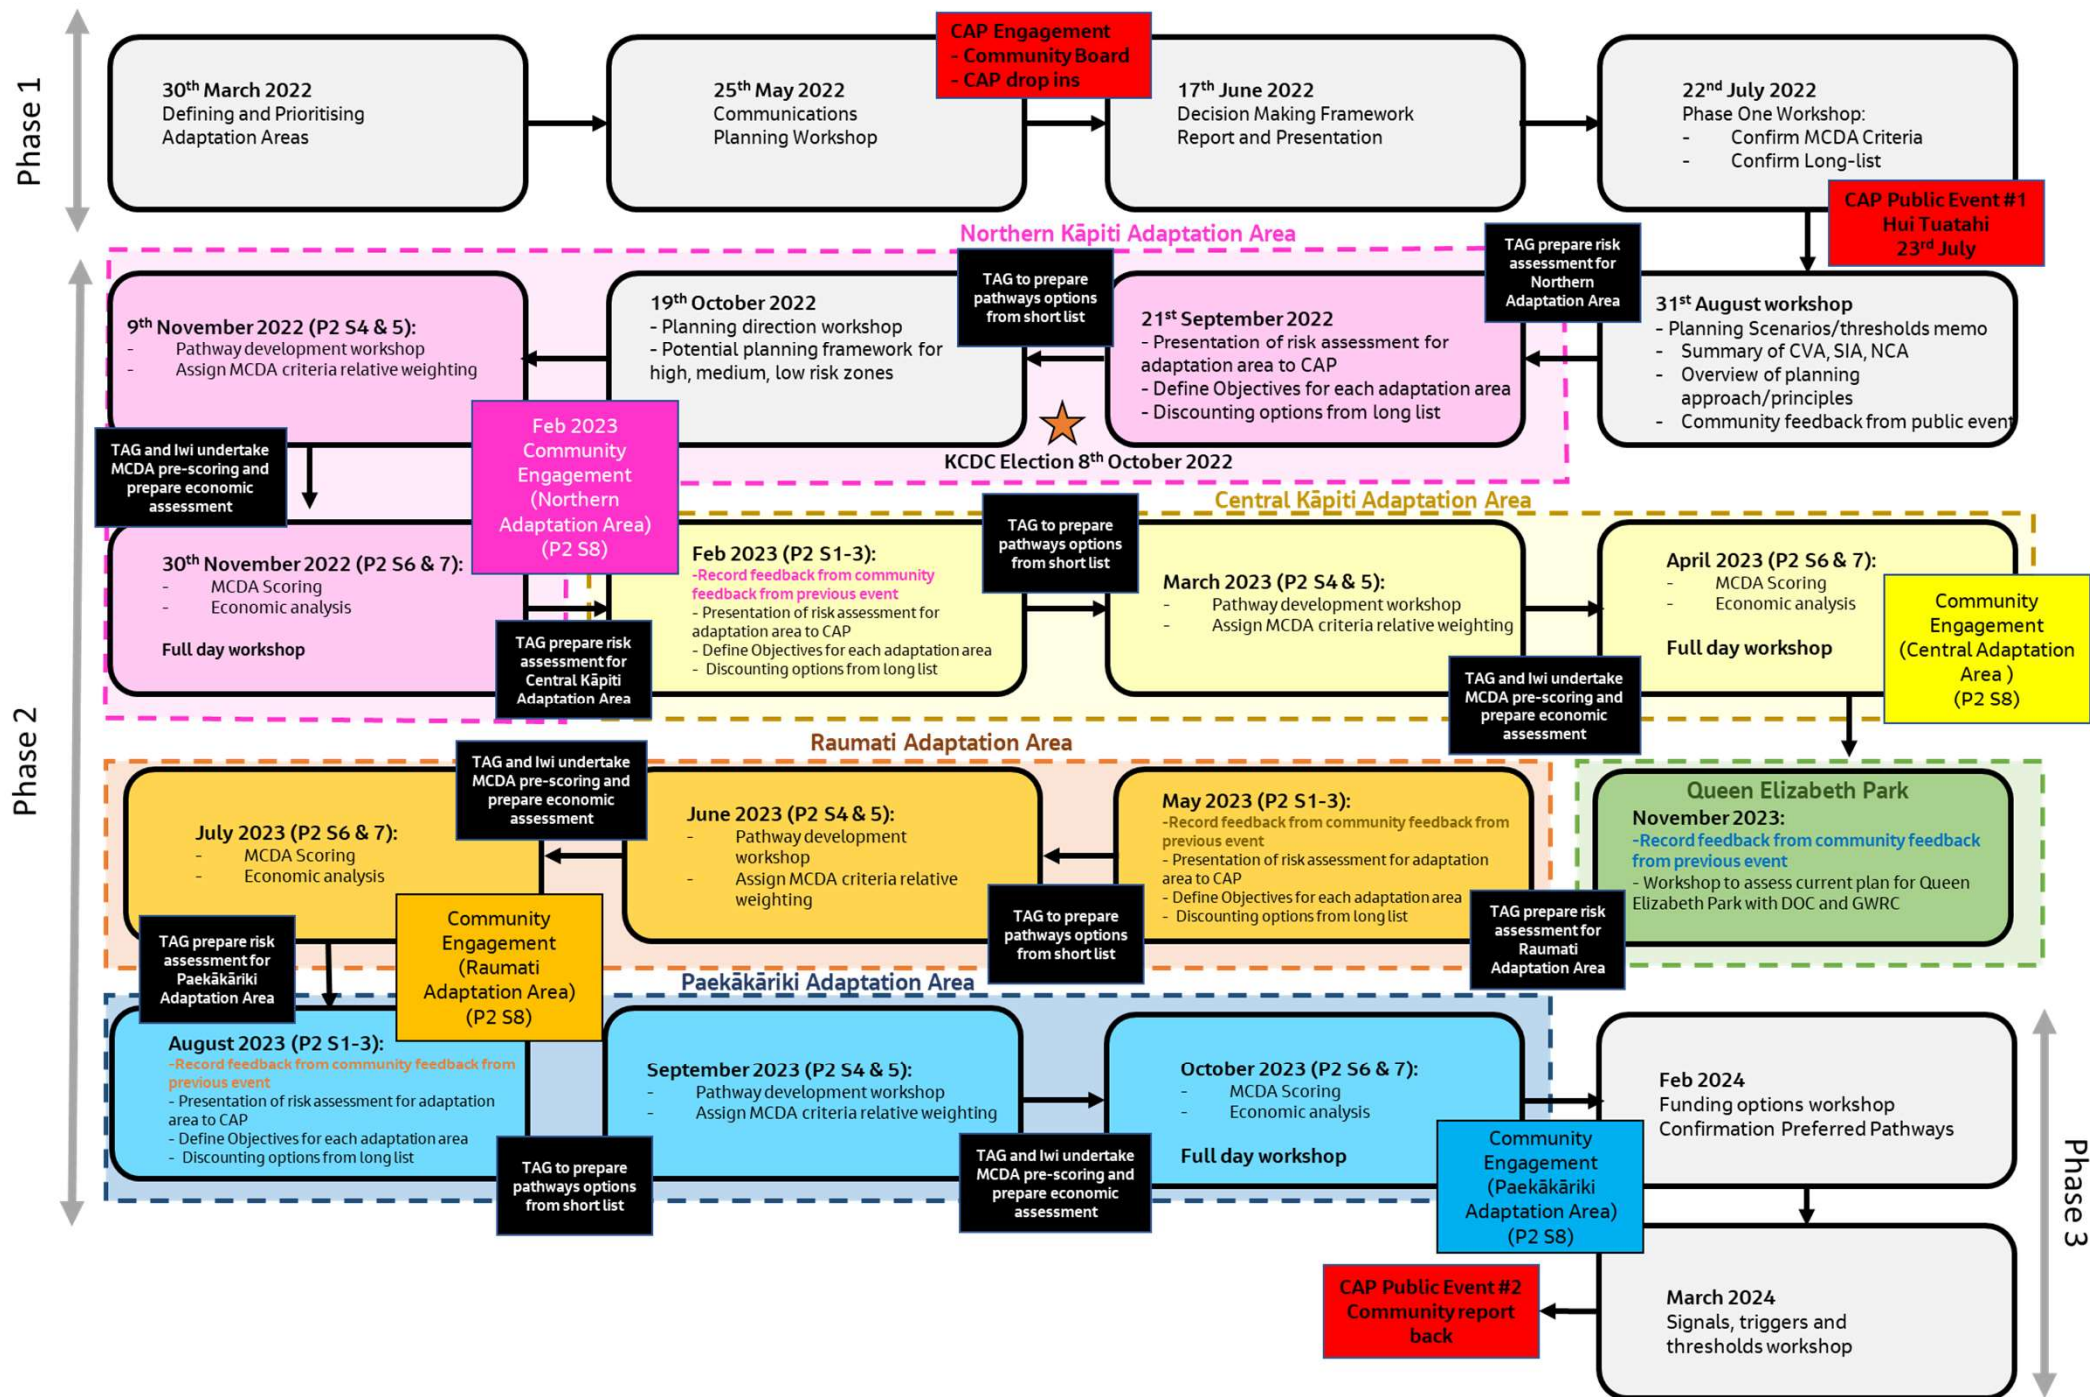 Phase 1
30th March 2022
Defining and Prioritising
Adaptation Areas
25th May 2022
Communications
Planning Workshop
CAP Engagement
- Community Board
- CAP drop ins
17th June 2022
Decision Making Framework
Report and Presentation
22nd July 2022
Phase One Workshop:
- Confirm MCDA Criteria
- Confirm Long-list
CAP Public Event #1
Hui Tuatahi
23rd July
Phase 2
Northern Kāpiti Adaptation Area
31st August workshop
- Planning Scenarios/thresholds memo
- Summary of CVA, SIA, NCA
- Overview of planning
approach/principles
- Community feedback from public event
TAG prepare risk
assessment for
Northern
Adaptation Area
21st September 2022
- Presentation of risk assessment for
adaptation area to CAP
- Define Objectives for each adaptation area
- Discounting options from long list
TAG to prepare
pathways options
from short list
KCDC Election 8th October 2022
19th October 2022
- Planning direction workshop
- Potential planning framework for
high, medium, low risk zones
9th November 2022 (P2 S4 & 5):
- Pathway development workshop
- Assign MCDA criteria relative weighting
TAG and Iwi undertake
MCDA pre-scoring and
prepare economic
assessment
30th November 2022 (P2 S6 & 7):
- MCDA Scoring
- Economic analysis
Full day workshop
Feb 2023
Community
Engagement
(Northern
Adaptation Area)
(P2 S8)
TAG prepare risk
assessment for
Central Kāpiti
Adaptation Area
Central Kāpiti Adaptation Area
Feb 2023 (P2 S1-3):
-Record feedback from community
feedback from previous event
- Presentation of risk assessment for
adaptation area to CAP
- Define Objectives for each adaptation area
- Discounting options from long list
TAG to prepare
pathways options
from short list
March 2023 (P2 S4 & 5):
- Pathway development workshop
- Assign MCDA criteria relative weighting
TAG and Iwi undertake
MCDA pre-scoring and
prepare economic
assessment
April 2023 (P2 S6 & 7):
- MCDA Scoring
- Economic analysis
Full day workshop
Community
Engagement
(Central Adaptation
Area )
(P2 S8)
Queen Elizabeth Park
November 2023:
-Record feedback from community feedback
from previous event
- Workshop to assess current plan for Queen
Elizabeth Park with DOC and GWRC
TAG prepare risk
assessment for
Raumati
Adaptation Area
Raumati Adaptation Area
May 2023 (P2 S1-3):
-Record feedback from community feedback from
previous event
- Presentation of risk assessment for adaptation
area to CAP
- Define Objectives for each adaptation area
- Discounting options from long list
TAG to prepare
pathways options
from short list
June 2023 (P2 S4 & 5):
- Pathway development
workshop
- Assign MCDA criteria relative
weighting
TAG and Iwi undertake
MCDA pre-scoring and
prepare economic
assessment
July 2023 (P2 S6 & 7):
- MCDA Scoring
- Economic analysis
Community
Engagement
(Raumati
Adaptation Area)
(P2 S8)
TAG prepare risk
assessment for
Paekākāriki
Adaptation Area
Paekākāriki Adaptation Area
August 2023 (P2 S1-3):
-Record feedback from community feedback from
previous event
- Presentation of risk assessment for adaptation
area to CAP
- Define Objectives for each adaptation area
- Discounting options from long list
TAG to prepare
pathways options
from short list
September 2023 (P2 S4 & 5):
- Pathway development workshop
- Assign MCDA criteria relative weighting
TAG and Iwi undertake
MCDA pre-scoring and
prepare economic
assessment
October 2023 (P2 S6 & 7):
- MCDA Scoring
- Economic analysis
Full day workshop
Community
Engagement
(Paekākāriki
Adaptation Area)
(P2 S8)
Phase 3
Feb 2024
Funding options workshop
Confirmation Preferred Pathways
March 2024
Signals, triggers and
thresholds workshop
CAP Public Event #2
Community report
back